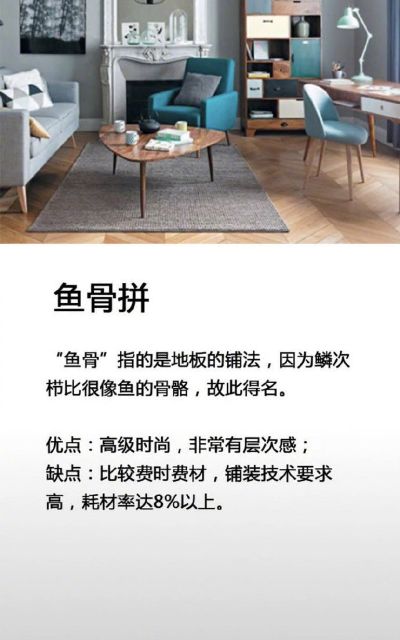 鱼骨拼
“鱼骨”指的是地板的铺法，因为鳞次
栉比很像鱼的骨骼，故此得名。
优点：高级时尚，非常有层次感；
缺点：比较费时费材，铺装技术要求
高，耗材率达8%以上。